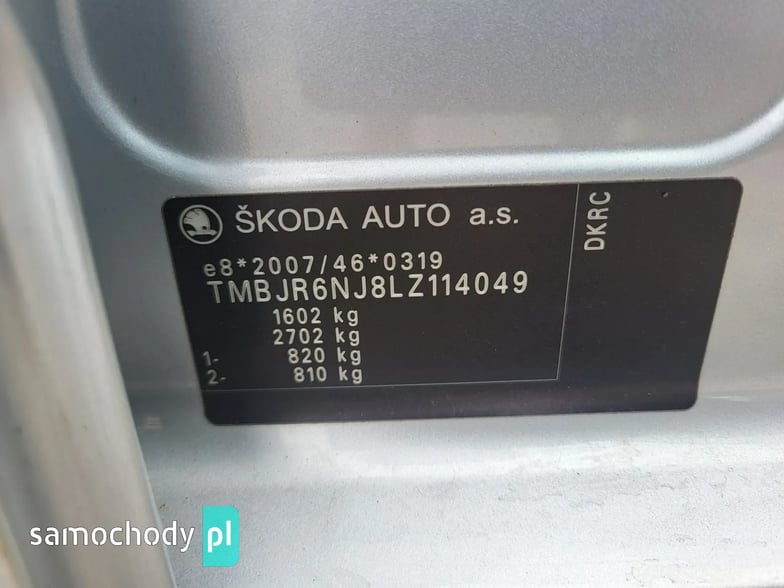 ŠKODA AUTO a.s.
DKRC
e8*2007/46*0319
TMBJR6NJ8LZ114049
1602 kg
2702 kg
1- 820 kg
2- 810 kg
samochody pl